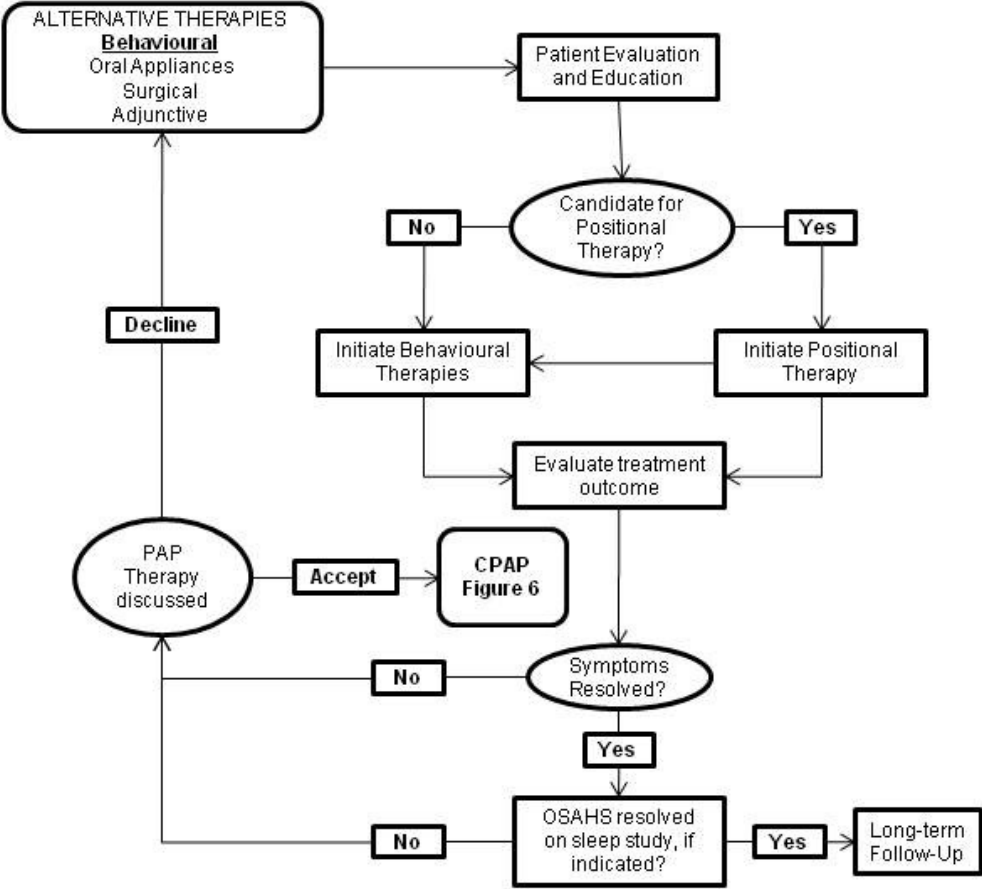 ALTERNATIVE THERAPIES
Behavioural
Oral Appliances
Surgical
Adjunctive
Patient Evaluation
and Education
Candidate for
Positional
Therapy?
No
Yes
Decline
Initiate Behavioural
Therapies
Initiate Positional
Therapy
Evaluate treatment
outcome
PAP
Therapy
discussed
Accept
CPAP
Figure 6
Symptoms
Resolved?
No
Yes
OSAHS resolved
on sleep study, if
indicated?
No
Yes
Long-term
Follow-Up